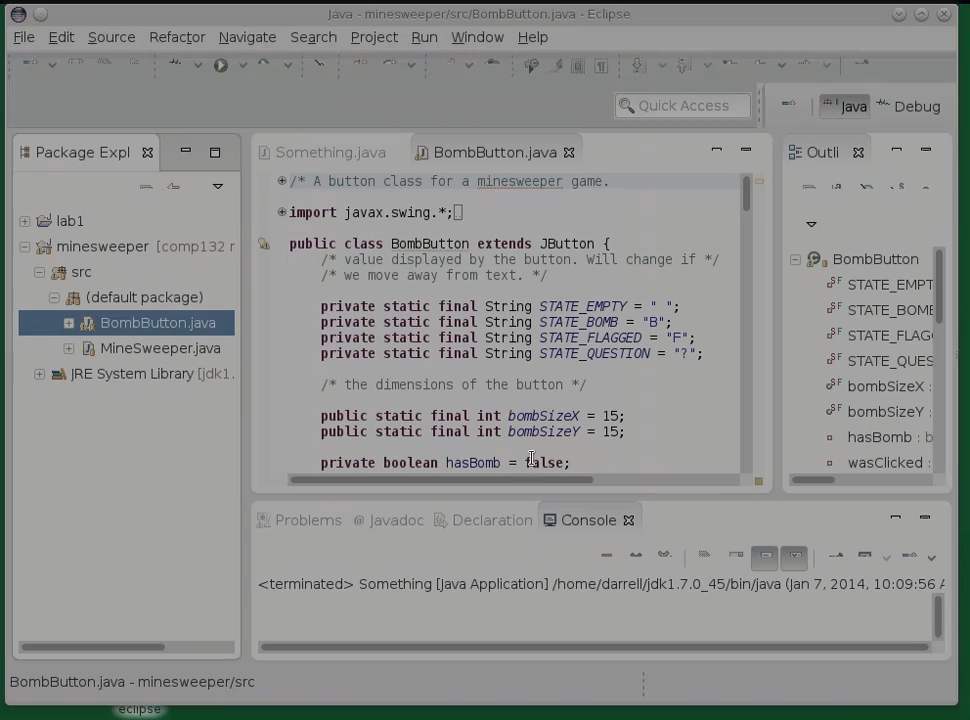 Java - minesweeper/src/BombButton.java - Eclipse
File Edit Source Refactor Navigate Search Project Run Window Help
Quick Access
Java
Debug
Package Expl
lab1
minesweeper [comp132 r
src
(default package)
BombButton.java
MineSweeper.java
JRE System Library [jdk1.
Something.java
BombButton.java
/* A button class for a minesweeper game.
import javax.swing.*;
public class BombButton extends JButton {
/* value displayed by the button. Will change if */
/* we move away from text. */
private static final String STATE_EMPTY = " ";
private static final String STATE_BOMB = "B";
private static final String STATE_FLAGGED = "F";
private static final String STATE_QUESTION = "?";
/* the dimensions of the button */
public static final int bombSizeX = 15;
public static final int bombSizeY = 15;
private boolean hasBomb = false;
Outli
BombButton
STATE_EMPT
STATE_BOMB
STATE_FLAG
STATE_QUES
bombSizeX :
bombSizeY :
hasBomb : b
wasClicked :
Problems
@ Javadoc
Declaration
Console
<terminated> Something [Java Application] /home/darrell/jdk1.7.0_45/bin/java (Jan 7, 2014, 10:09:56 A
BombButton.java - minesweeper/src
eclipse